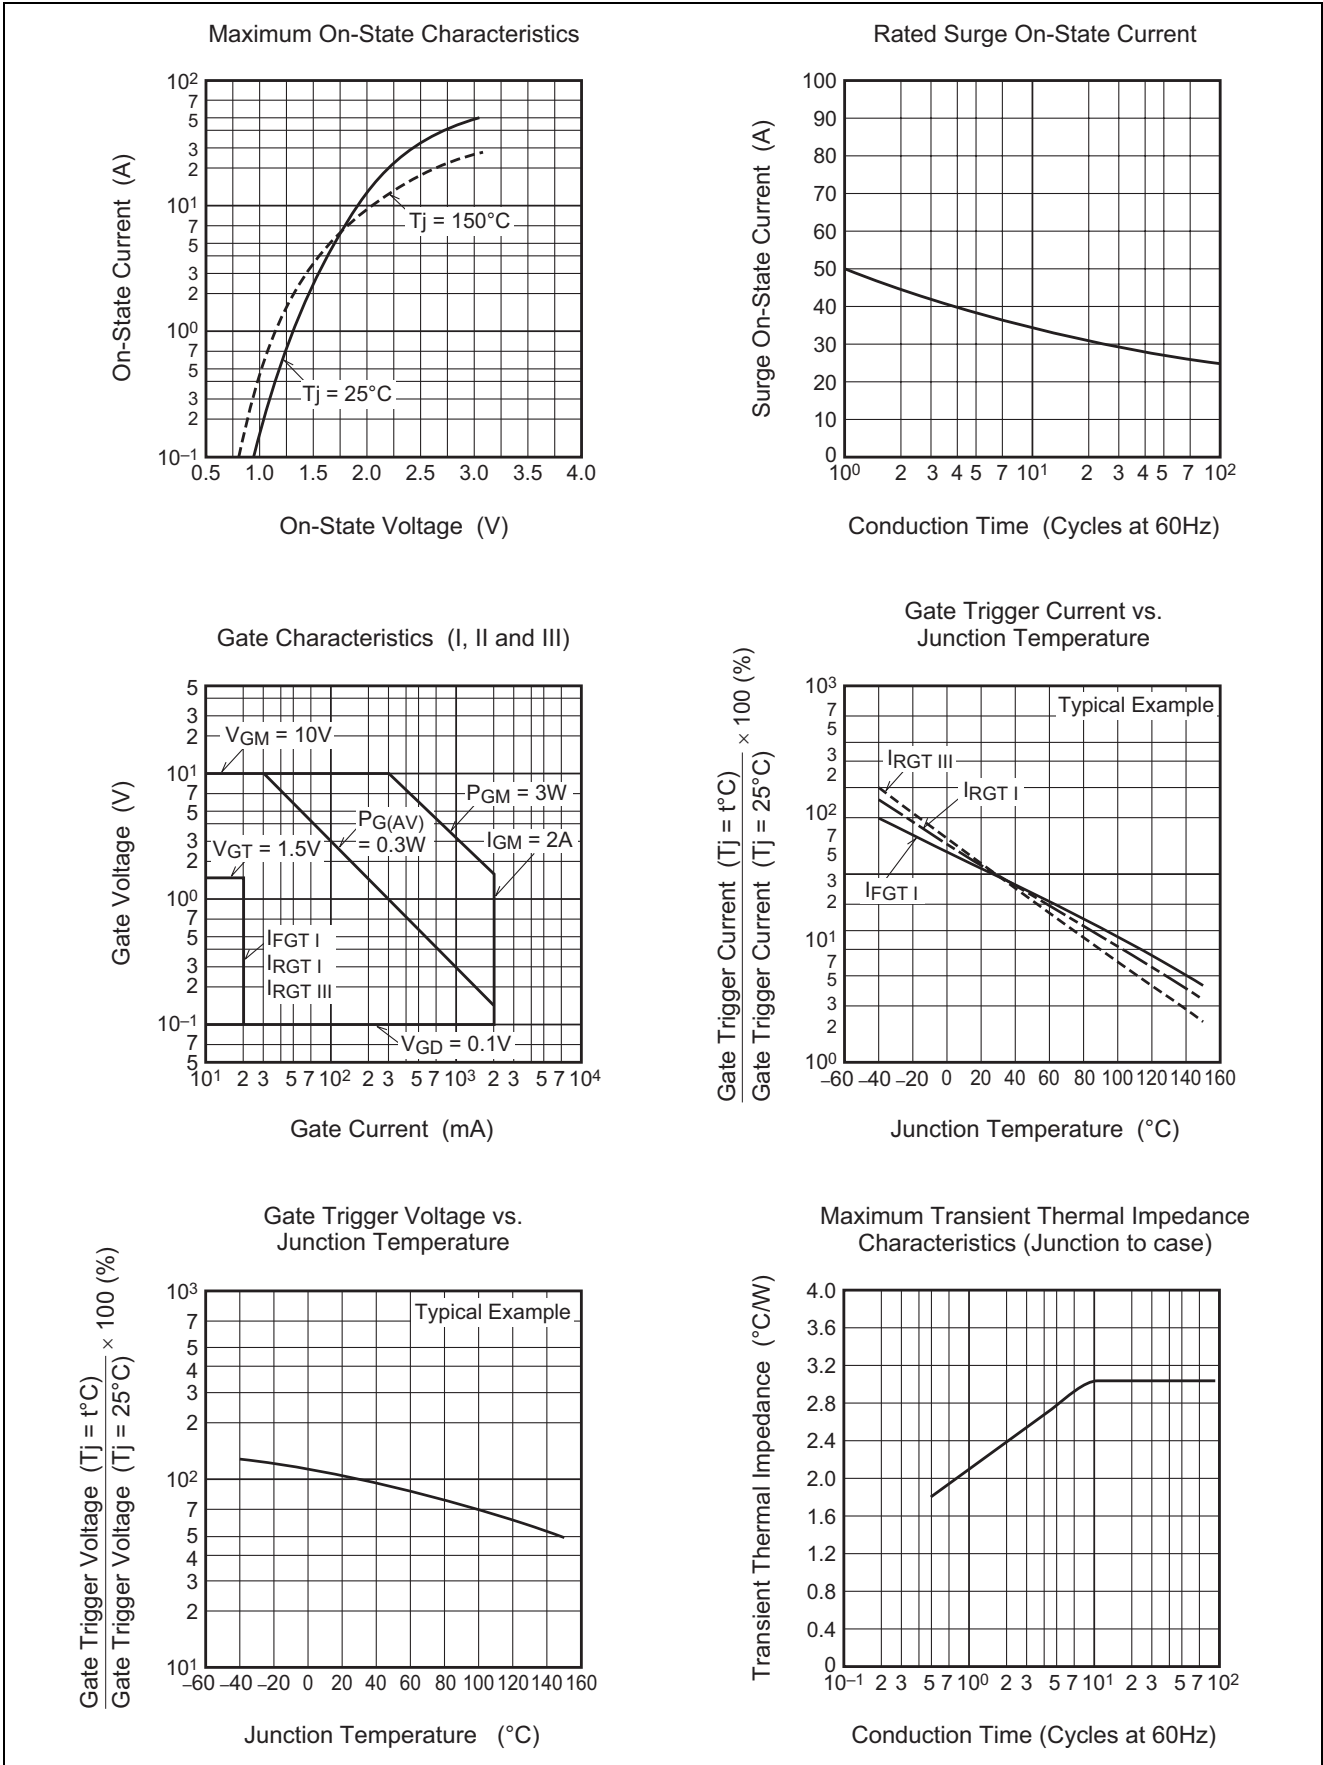 Maximum On-State Characteristics
On-State Current (A)
10²
7
5
3
2
10¹
7
5
3
2
10⁰
7
5
3
2
10–1
Tj = 150°C
Tj = 25°C
0.5 1.0 1.5 2.0 2.5 3.0 3.5 4.0
On-State Voltage (V)
Rated Surge On-State Current
Surge On-State Current (A)
100
90
80
70
60
50
40
30
20
10
0
10⁰ 2 3 4 5 7 10¹ 2 3 4 5 7 10²
Conduction Time (Cycles at 60Hz)
Gate Characteristics (I, II and III)
Gate Voltage (V)
5
3
2
10¹
7
5
3
2
10⁰
7
5
3
2
10–1
7
5
VGM = 10V
PGM = 3W
PG(AV)
= 0.3W
IGM = 2A
VGT = 1.5V
IFGT I
IRGT I
IRGT III
VGD = 0.1V
10¹ 2 3 5 7 10² 2 3 5 7 10³ 2 3 5 7 10⁴
Gate Current (mA)
Gate Trigger Current vs.
Junction Temperature
Gate Trigger Current (Tj = t°C)
Gate Trigger Current (Tj = 25°C)
× 100 (%)
10³
7
5
3
2
10²
7
5
3
2
10¹
7
5
3
2
10⁰
Typical Example
IRGT III
IRGT I
IFGT I
–60 –40 –20 0 20 40 60 80 100 120 140 160
Junction Temperature (°C)
Gate Trigger Voltage vs.
Junction Temperature
Gate Trigger Voltage (Tj = t°C)
Gate Trigger Voltage (Tj = 25°C)
× 100 (%)
10³
7
5
4
3
2
10²
7
5
4
3
2
10¹
Typical Example
–60 –40 –20 0 20 40 60 80 100 120 140 160
Junction Temperature (°C)
Maximum Transient Thermal Impedance
Characteristics (Junction to case)
Transient Thermal Impedance (°C/W)
4.0
3.6
3.2
2.8
2.4
2.0
1.6
1.2
0.8
0.4
0
10–1 2 3 5 7 10⁰ 2 3 5 7 10¹ 2 3 5 7 10²
Conduction Time (Cycles at 60Hz)